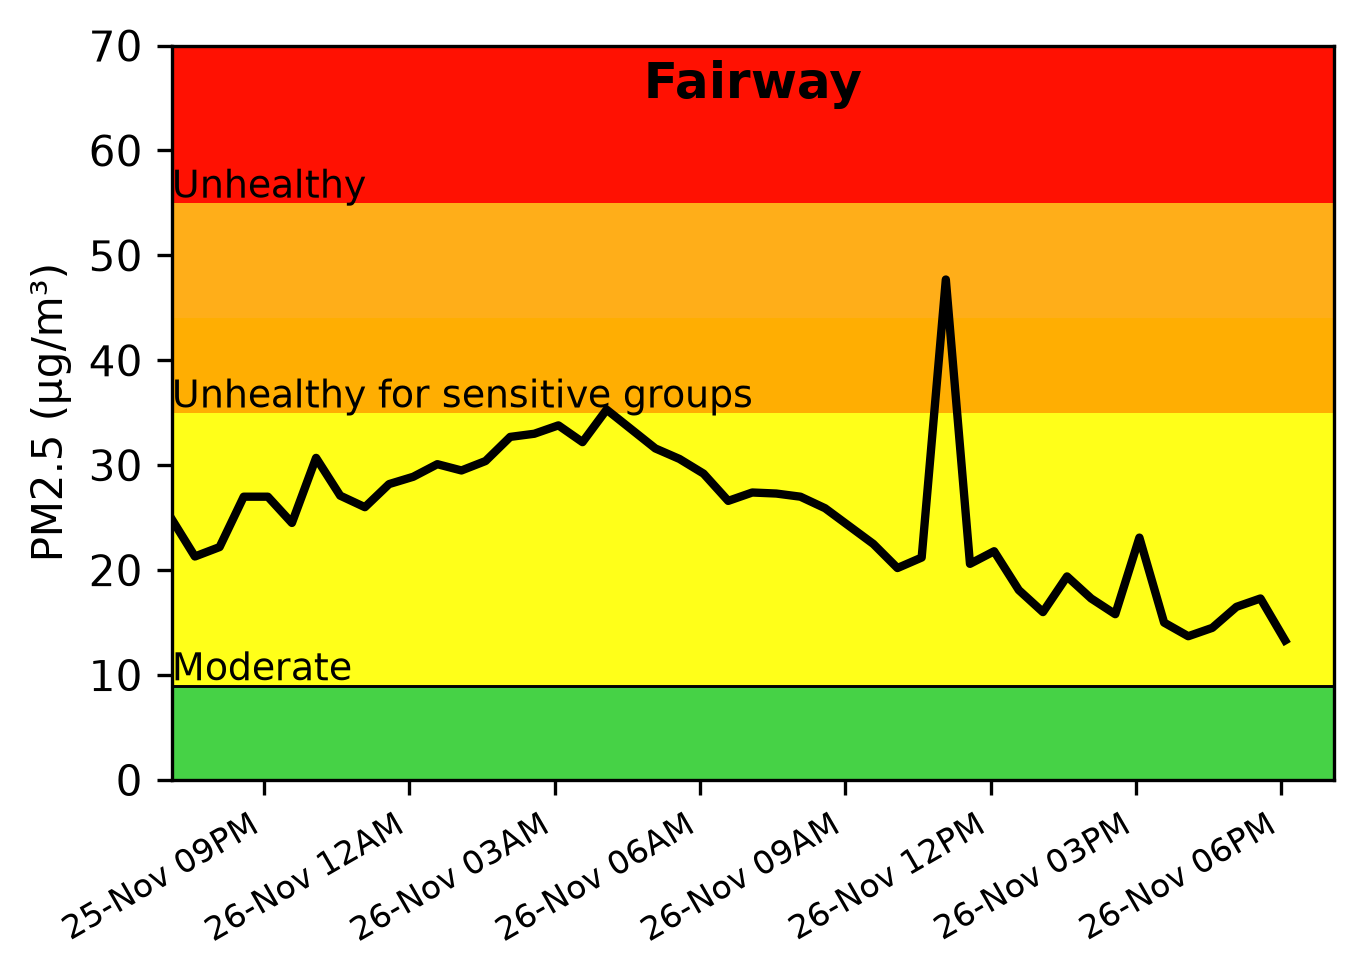 Fairway
PM2.5 (µg/m³)
70
60
50
40
30
20
10
0
Unhealthy
Unhealthy for sensitive groups
Moderate
25-Nov 09PM
26-Nov 12AM
26-Nov 03AM
26-Nov 06AM
26-Nov 09AM
26-Nov 12PM
26-Nov 03PM
26-Nov 06PM